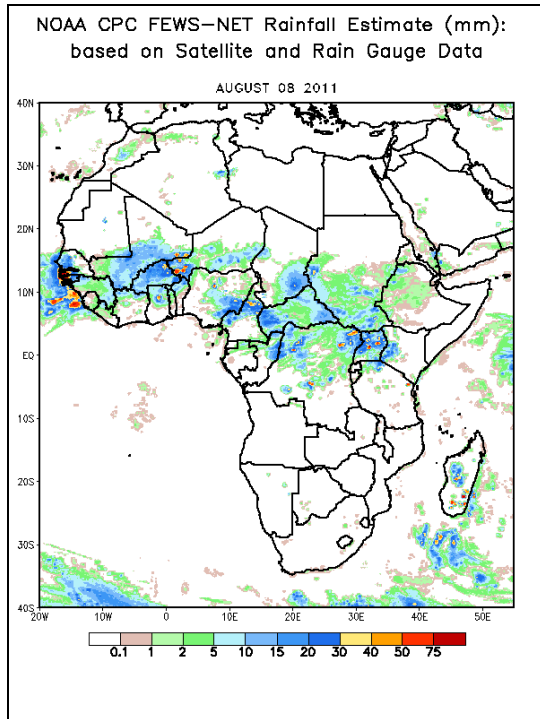 NOAA CPC FEWS-NET Rainfall Estimate (mm):
based on Satellite and Rain Gauge Data
AUGUST 08 2011
40N
30N
20N
10N
EQ
10S
20S
30S
40S
20W 10W 0 10E 20E 30E 40E 50E
0.1 1 2 5 10 15 20 30 40 50 75